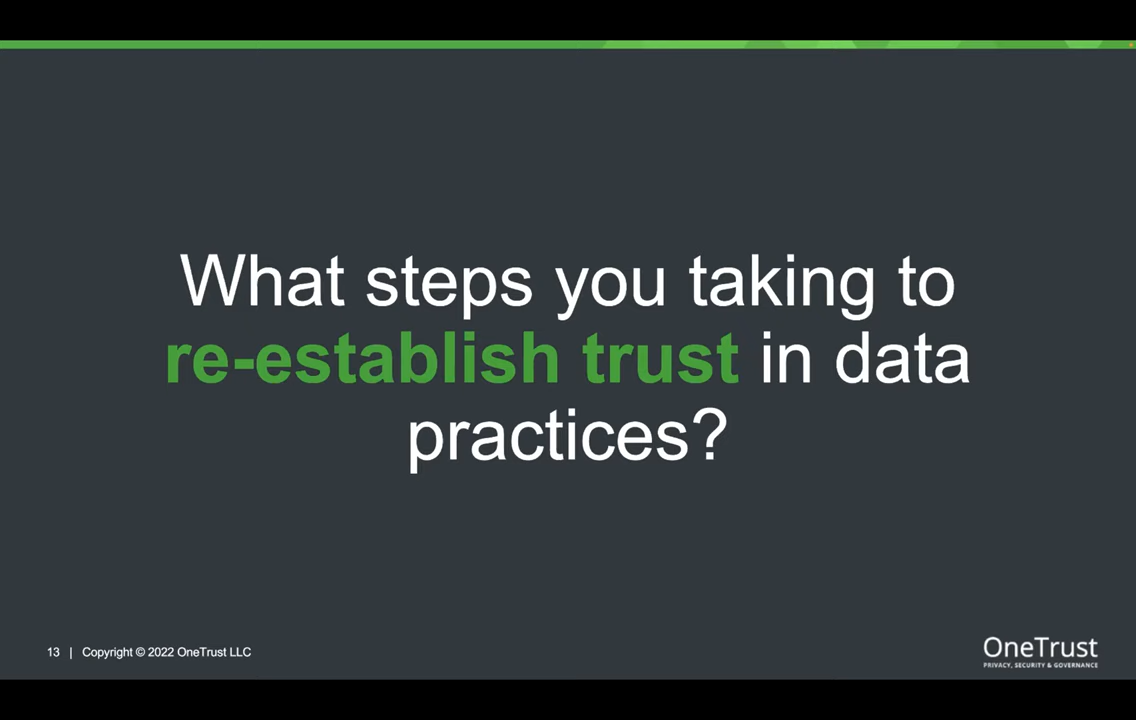 What steps you taking to
re-establish trust in data
practices?
13 | Copyright © 2022 OneTrust LLC
OneTrust
PRIVACY, SECURITY & GOVERNANCE